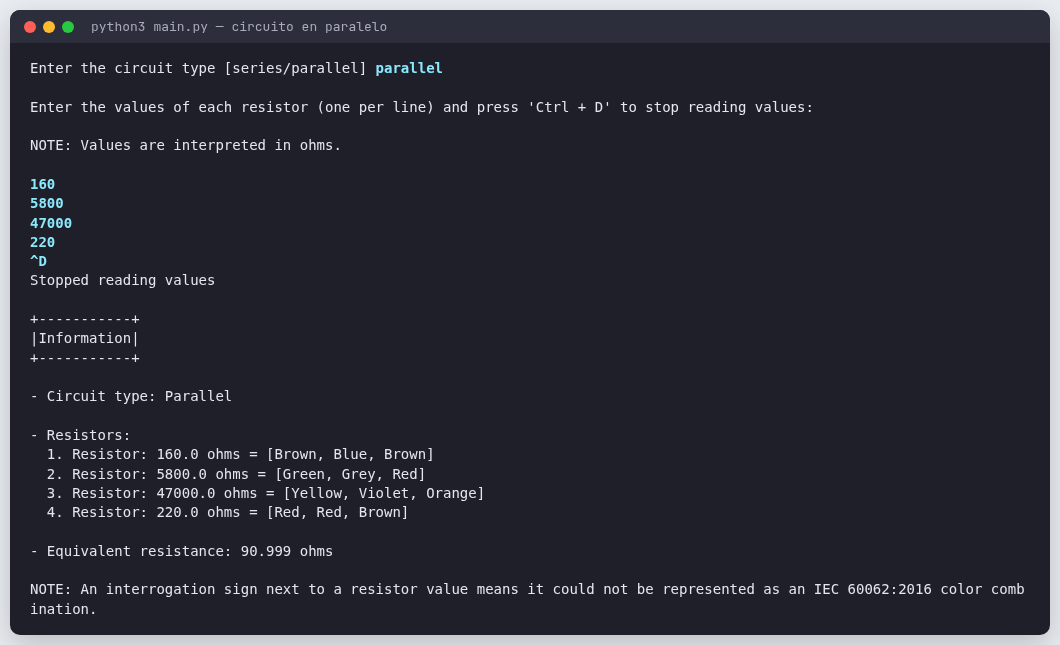 python3 main.py — circuito en paralelo
Enter the circuit type [series/parallel] parallel
Enter the values of each resistor (one per line) and press 'Ctrl + D' to stop reading values:
NOTE: Values are interpreted in ohms.
160
5800
47000
220
^D
Stopped reading values
+-----------+
|Information|
+-----------+
- Circuit type: Parallel
- Resistors:
1. Resistor: 160.0 ohms = [Brown, Blue, Brown]
2. Resistor: 5800.0 ohms = [Green, Grey, Red]
3. Resistor: 47000.0 ohms = [Yellow, Violet, Orange]
4. Resistor: 220.0 ohms = [Red, Red, Brown]
- Equivalent resistance: 90.999 ohms
NOTE: An interrogation sign next to a resistor value means it could not be represented as an IEC 60062:2016 color comb
ination.